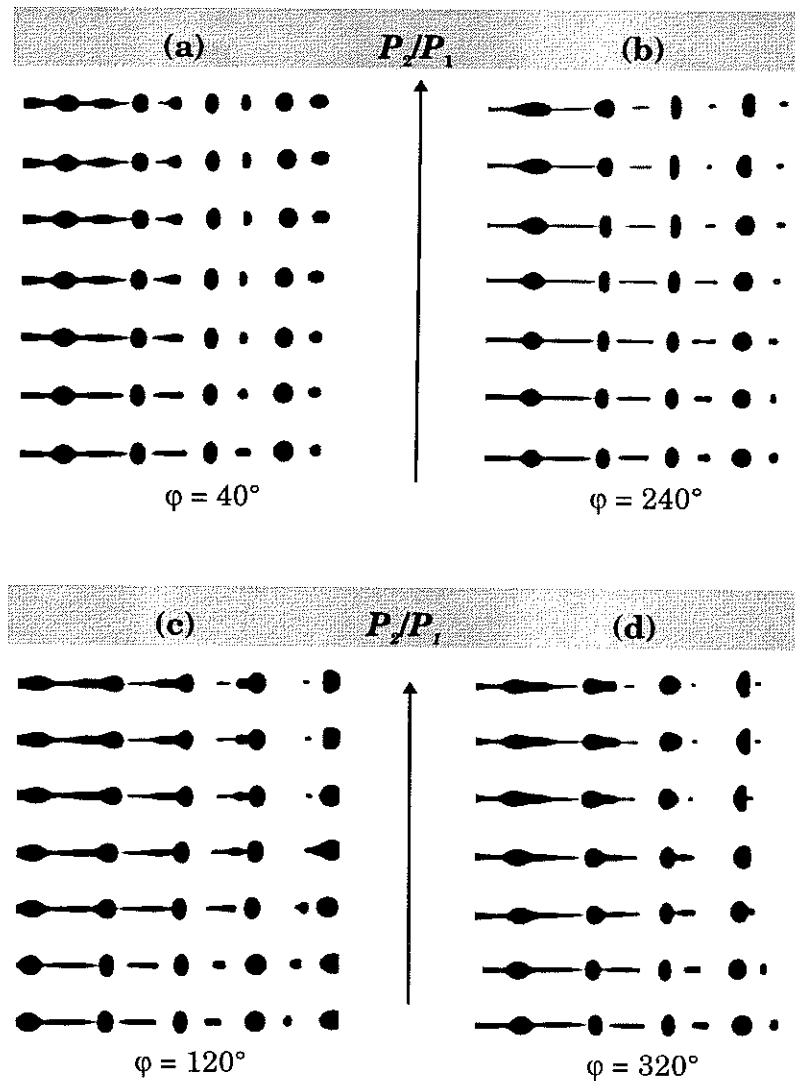 (a) P₂/P₁ (b)
φ = 40° φ = 240°
(c) P₂/P₁ (d)
φ = 120° φ = 320°